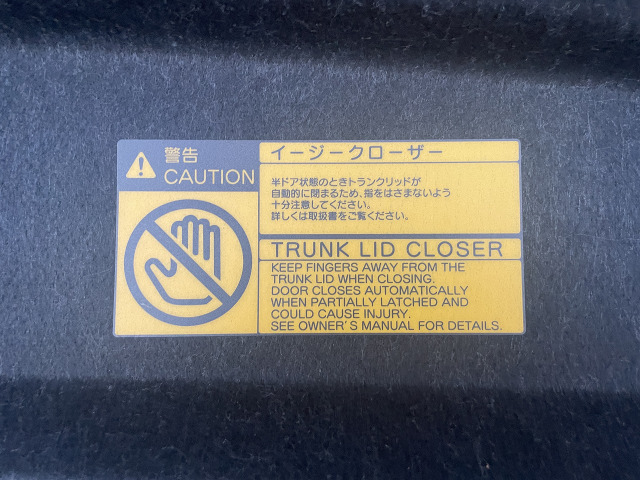 警告
CAUTION
イージークローザー
半ドア状態のときトランクリッドが
自動的に閉まるため、指をはさまないよう
十分注意してください。
詳しくは取扱書をご覧ください。
TRUNK LID CLOSER
KEEP FINGERS AWAY FROM THE
TRUNK LID WHEN CLOSING.
DOOR CLOSES AUTOMATICALLY
WHEN PARTIALLY LATCHED AND
COULD CAUSE INJURY.
SEE OWNER'S MANUAL FOR DETAILS.